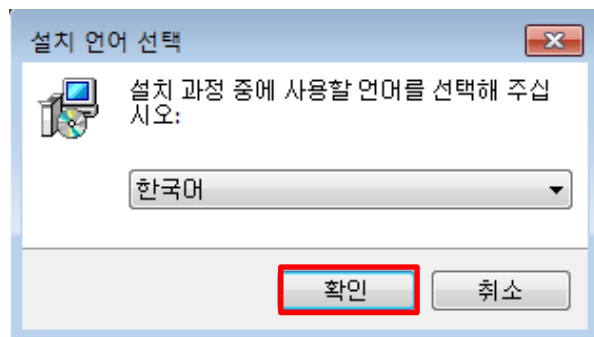 설치 언어 선택
설치 과정 중에 사용할 언어를 선택해 주십
시오:
한국어
확인
취소